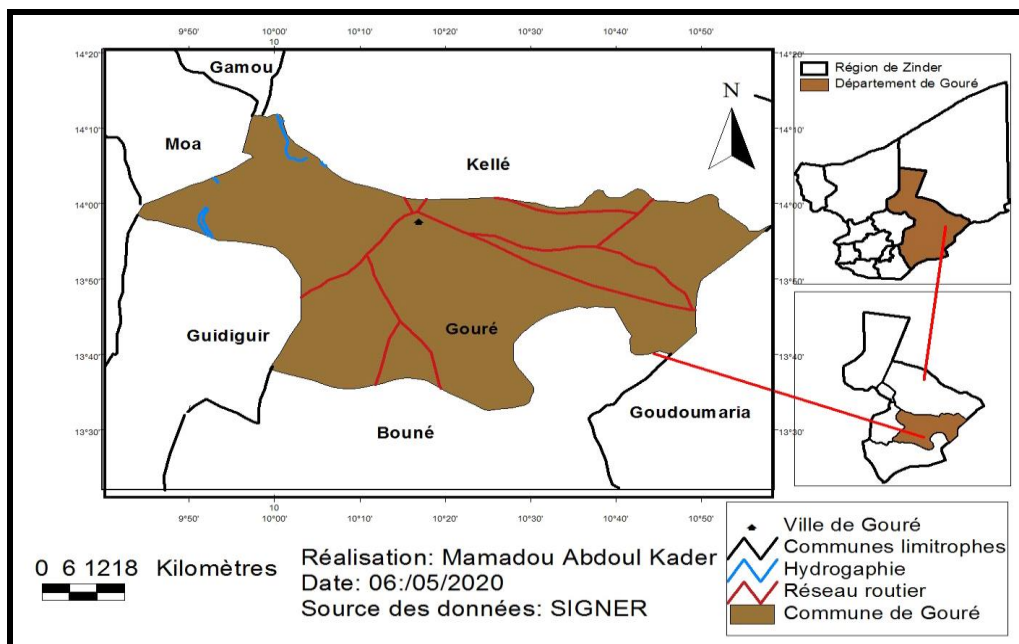 9°50'
10°00'
10
10°10'
10°20'
10°30'
10°40'
10°50'
14°20'
14°20'
Gamou
Région de Zinder
Département de Gouré
N
14°10'
14°10'
Moa
Kellé
14°00'
14°00'
13°50'
13°50'
Guidiguir
Gouré
13°40'
13°40'
Goudoumaria
Bouné
13°30'
13°30'
9°50'
10°00'
10
10°10'
10°20'
10°30'
10°40'
10°50'
Ville de Gouré
Communes limitrophes
Hydrogaphie
Réseau routier
Commune de Gouré
0 6 1218 Kilomètres
Réalisation: Mamadou Abdoul Kader
Date: 06:/05/2020
Source des données: SIGNER